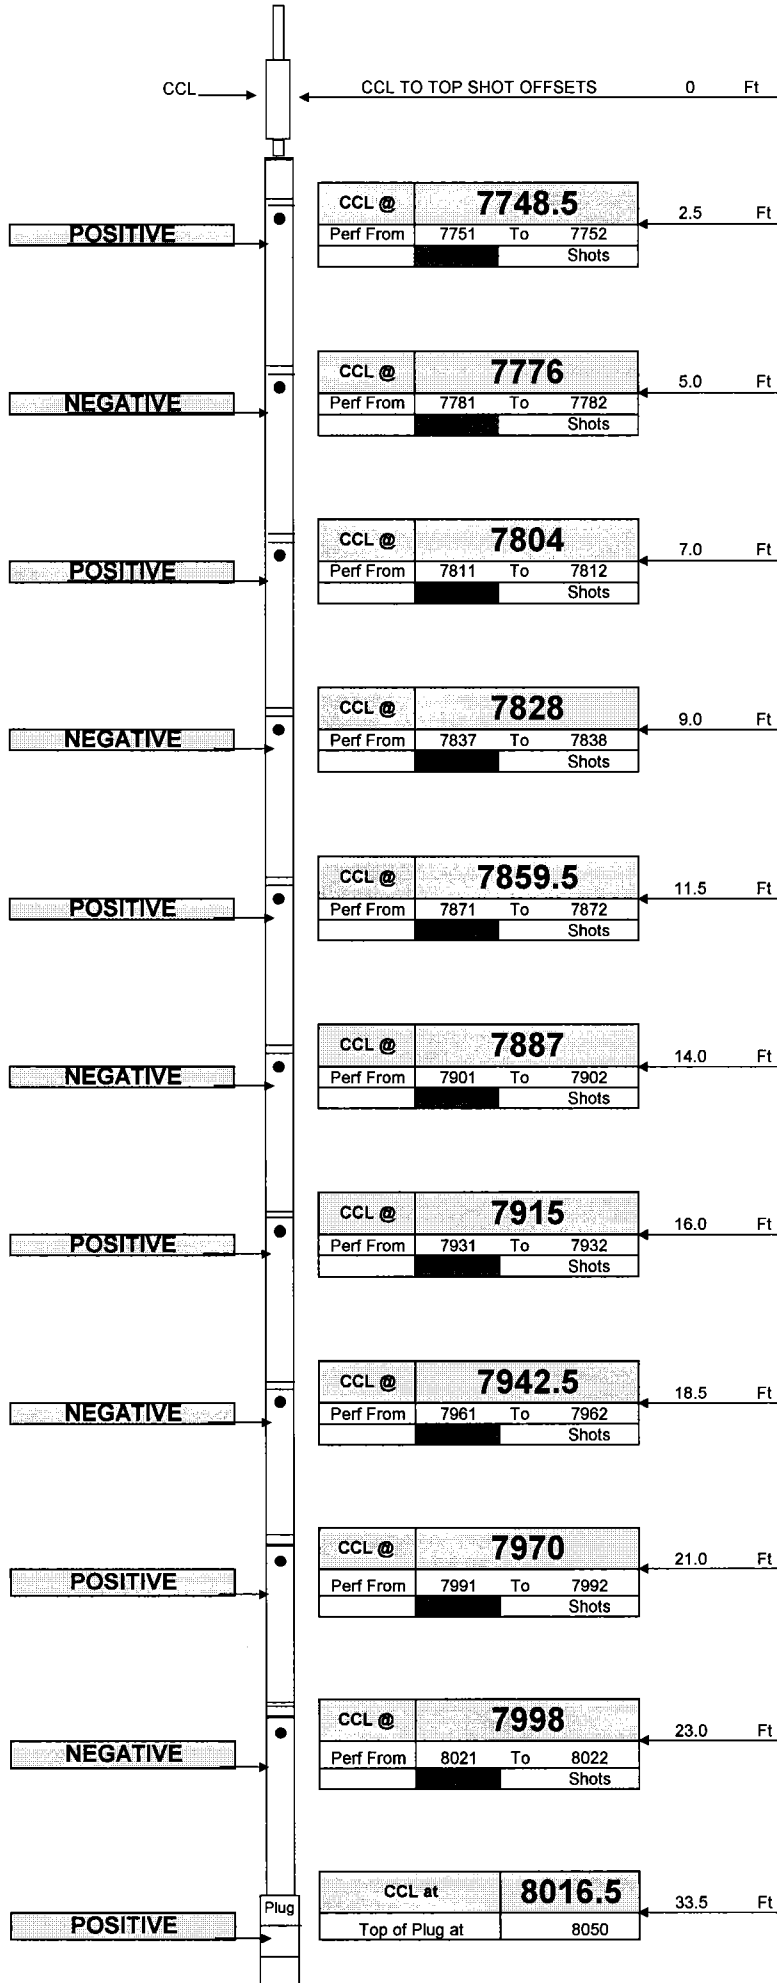 CCL CCL TO TOP SHOT OFFSETS 0 Ft
CCL @ 7748.5
2.5 Ft
POSITIVE
Perf From 7751 To 7752
Shots
CCL @ 7776
5.0 Ft
NEGATIVE
Perf From 7781 To 7782
Shots
CCL @ 7804
7.0 Ft
POSITIVE
Perf From 7811 To 7812
Shots
CCL @ 7828
9.0 Ft
NEGATIVE
Perf From 7837 To 7838
Shots
CCL @ 7859.5
11.5 Ft
POSITIVE
Perf From 7871 To 7872
Shots
CCL @ 7887
14.0 Ft
NEGATIVE
Perf From 7901 To 7902
Shots
CCL @ 7915
16.0 Ft
POSITIVE
Perf From 7931 To 7932
Shots
CCL @ 7942.5
18.5 Ft
NEGATIVE
Perf From 7961 To 7962
Shots
CCL @ 7970
21.0 Ft
POSITIVE
Perf From 7991 To 7992
Shots
CCL @ 7998
23.0 Ft
NEGATIVE
Perf From 8021 To 8022
Shots
CCL at 8016.5
Plug
33.5 Ft
POSITIVE
Top of Plug at 8050